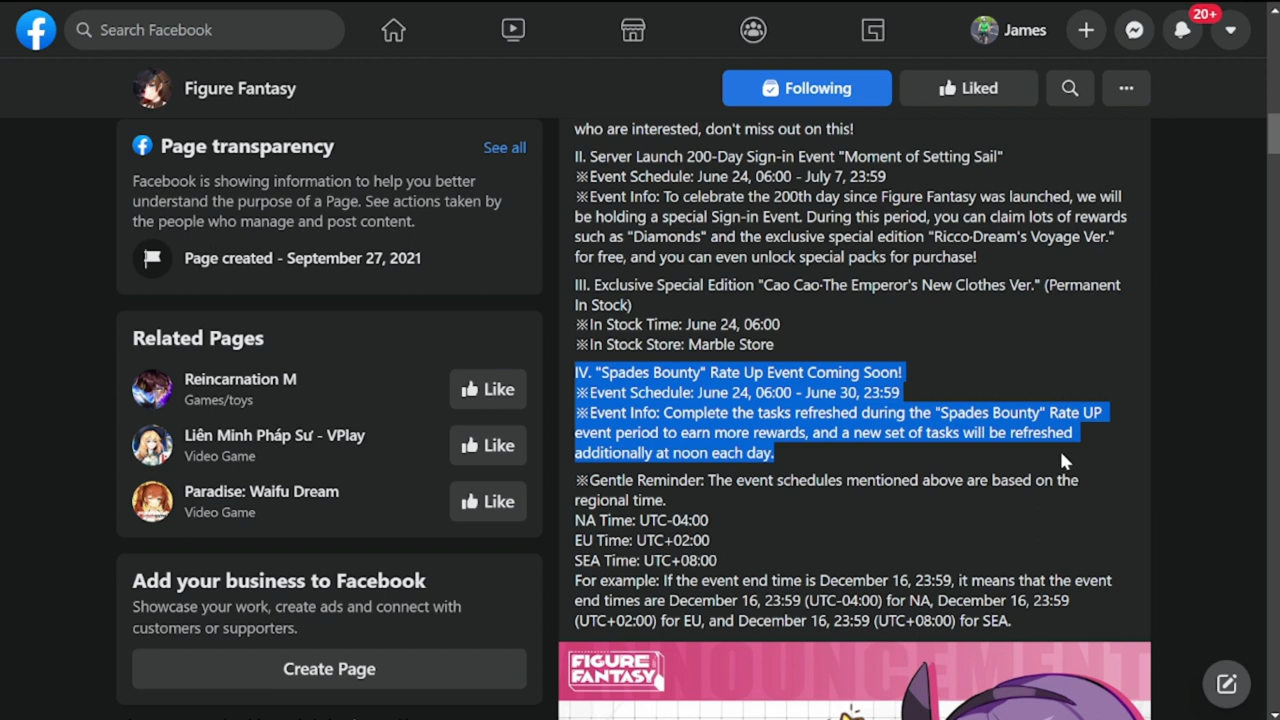 Search Facebook
James
20+
Figure Fantasy
Following
Liked
Page transparency
See all
Facebook is showing information to help you better
understand the purpose of a Page. See actions taken by
the people who manage and post content.
Page created - September 27, 2021
Related Pages
Reincarnation M
Games/toys
Like
Liên Minh Pháp Sư - VPlay
Video Game
Like
Paradise: Waifu Dream
Video Game
Like
Add your business to Facebook
Showcase your work, create ads and connect with
customers or supporters.
Create Page
who are interested, don't miss out on this!
II. Server Launch 200-Day Sign-in Event "Moment of Setting Sail"
※Event Schedule: June 24, 06:00 - July 7, 23:59
※Event Info: To celebrate the 200th day since Figure Fantasy was launched, we will
be holding a special Sign-in Event. During this period, you can claim lots of rewards
such as "Diamonds" and the exclusive special edition "Ricco·Dream's Voyage Ver."
for free, and you can even unlock special packs for purchase!
III. Exclusive Special Edition "Cao Cao·The Emperor's New Clothes Ver." (Permanent
In Stock)
※In Stock Time: June 24, 06:00
※In Stock Store: Marble Store
IV. "Spades Bounty" Rate Up Event Coming Soon!
※Event Schedule: June 24, 06:00 - June 30, 23:59
※Event Info: Complete the tasks refreshed during the "Spades Bounty" Rate UP
event period to earn more rewards, and a new set of tasks will be refreshed
additionally at noon each day.
※Gentle Reminder: The event schedules mentioned above are based on the
regional time.
NA Time: UTC-04:00
EU Time: UTC+02:00
SEA Time: UTC+08:00
For example: If the event end time is December 16, 23:59, it means that the event
end times are December 16, 23:59 (UTC-04:00) for NA, December 16, 23:59
(UTC+02:00) for EU, and December 16, 23:59 (UTC+08:00) for SEA.
FIGURE
FANTASY
ANNOUNCEMENT